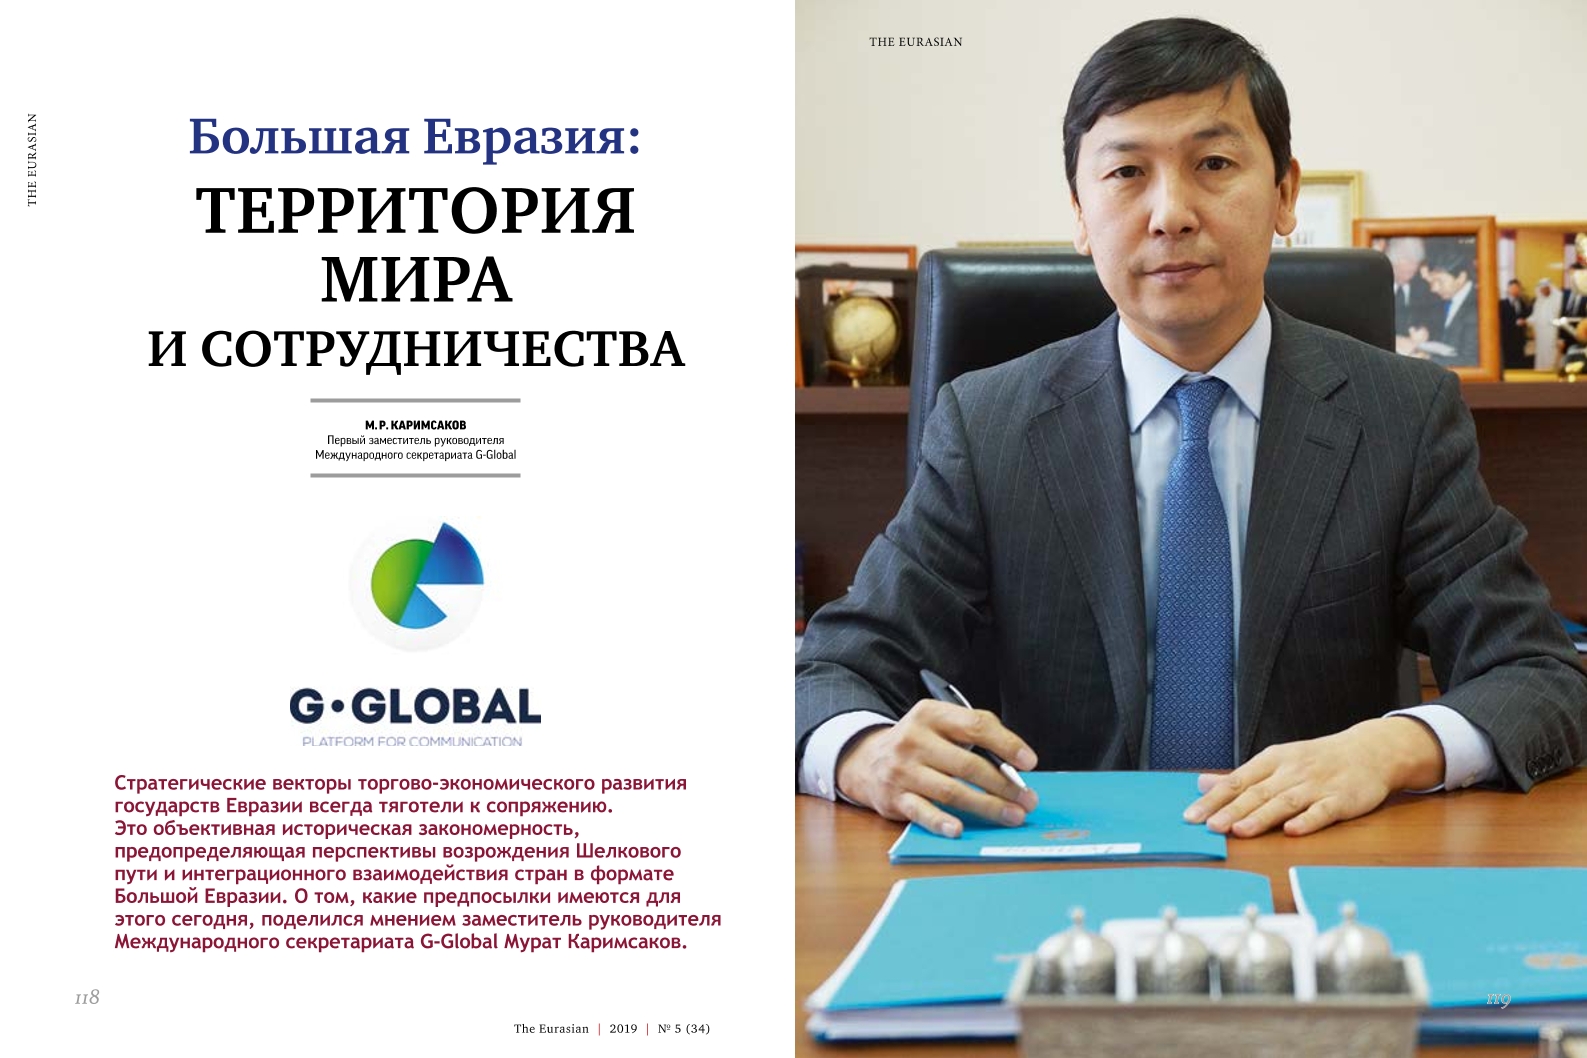 THE EURASIAN
Большая Евразия:
ТЕРРИТОРИЯ
МИРА
И СОТРУДНИЧЕСТВА
М. Р. КАРИМСАКОВ
Первый заместитель руководителя
Международного секретариата G-Global
G•GLOBAL
PLATFORM FOR COMMUNICATION
Стратегические векторы торгово-экономического развития
государств Евразии всегда тяготели к сопряжению.
Это объективная историческая закономерность,
предопределяющая перспективы возрождения Шелкового
пути и интеграционного взаимодействия стран в формате
Большой Евразии. О том, какие предпосылки имеются для
этого сегодня, поделился мнением заместитель руководителя
Международного секретариата G-Global Мурат Каримсаков.
118
The Eurasian | 2019 | № 5 (34)
THE EURASIAN
119